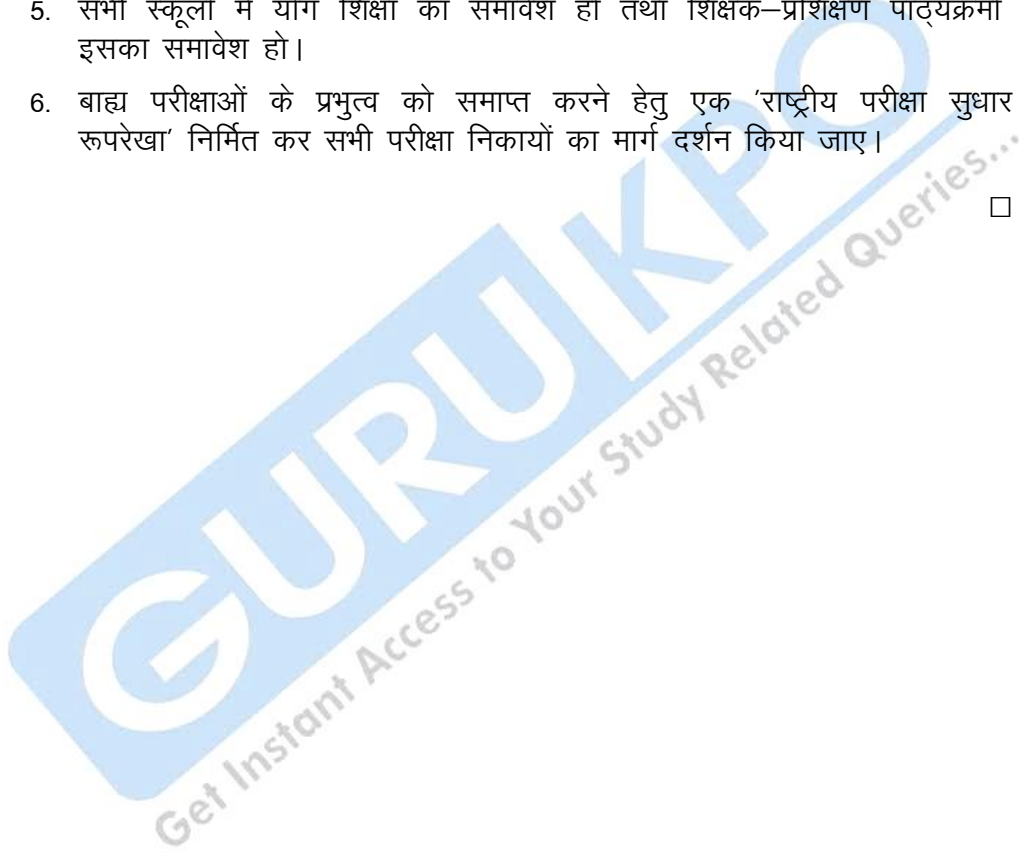 5. सभी स्कूलों में योग शिक्षा का समावेश हो तथा शिक्षक–प्रशिक्षण पाठ्यक्रमों
इसका समावेश हो।
6. बाह्य परीक्षाओं के प्रभुत्व को समाप्त करने हेतु एक 'राष्ट्रीय परीक्षा सुधार
रूपरेखा' निर्मित कर सभी परीक्षा निकायों का मार्ग दर्शन किया जाए।
□
GURUKPO
Get Instant Access to Your Study Related Queries...